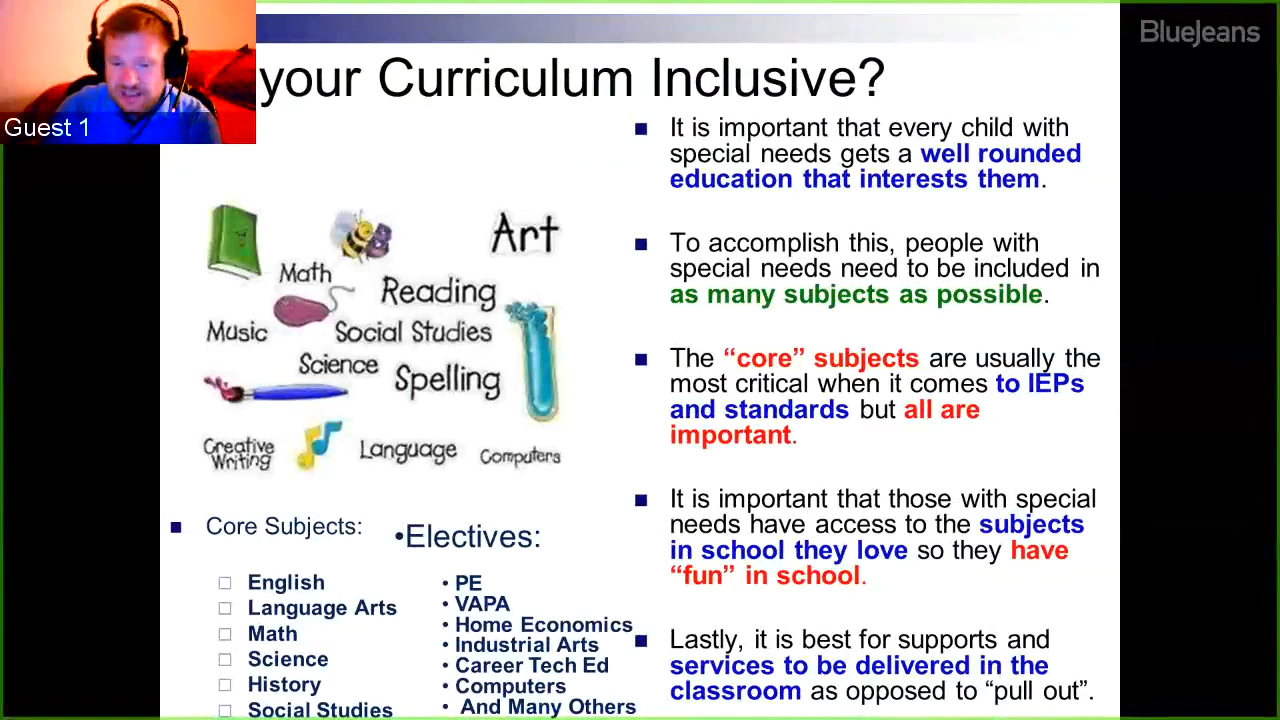 BlueJeans
Guest 1
your Curriculum Inclusive?
Art
Math
Reading
Music
Social Studies
Science
Spelling
Creative
Writing
Language
Computers
Core Subjects:
English
Language Arts
Math
Science
History
Social Studies
•Electives:
• PE
• VAPA
• Home Economics
• Industrial Arts
• Career Tech Ed
• Computers
• And Many Others
It is important that every child with
special needs gets a well rounded
education that interests them.
To accomplish this, people with
special needs need to be included in
as many subjects as possible.
The “core” subjects are usually the
most critical when it comes to IEPs
and standards but all are
important.
It is important that those with special
needs have access to the subjects
in school they love so they have
“fun” in school.
Lastly, it is best for supports and
services to be delivered in the
classroom as opposed to “pull out”.